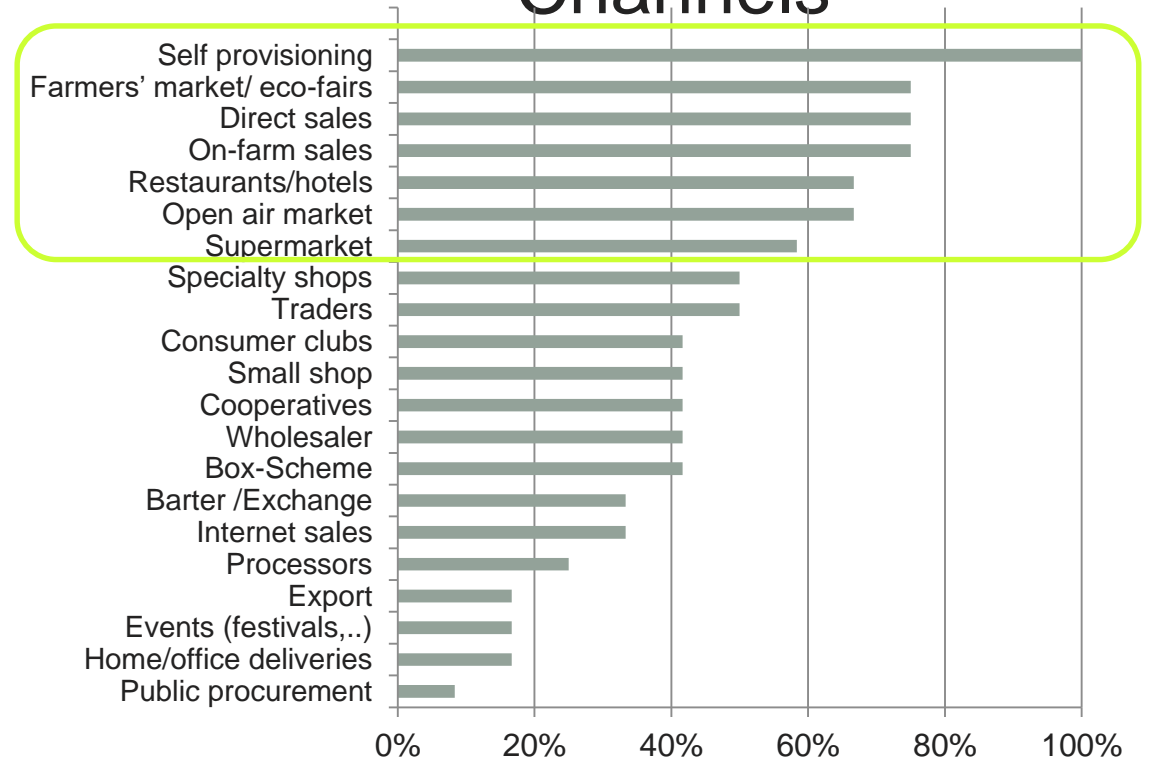 Channels
Self provisioning
Farmers’ market/ eco-fairs
Direct sales
On-farm sales
Restaurants/hotels
Open air market
Supermarket
Specialty shops
Traders
Consumer clubs
Small shop
Cooperatives
Wholesaler
Box-Scheme
Barter /Exchange
Internet sales
Processors
Export
Events (festivals,..)
Home/office deliveries
Public procurement
0% 20% 40% 60% 80% 100%